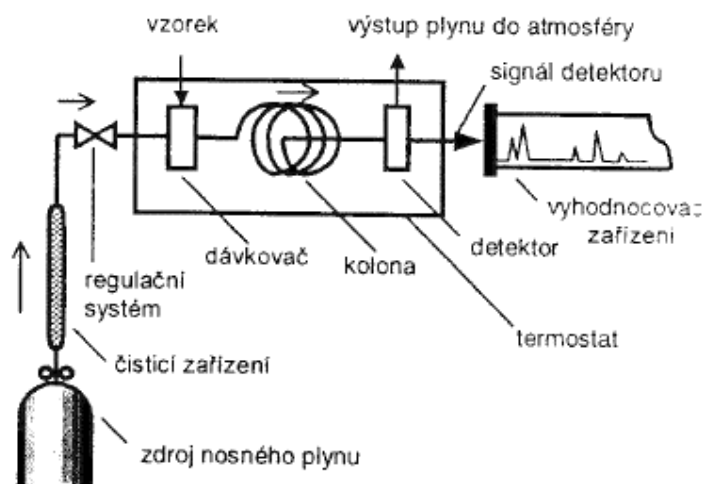 vzorek
výstup plynu do atmosféry
signál detektoru
vyhodnocovac
zařízení
dávkovač
kolona
detektor
regulační
systém
termostat
čisticí zařízení
zdroj nosného plynu